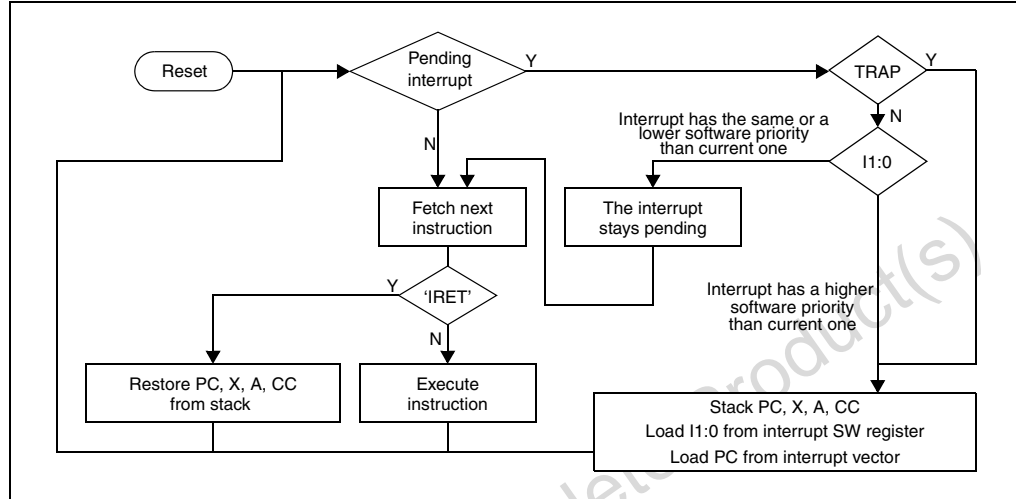 Reset
Pending
interrupt
Y
TRAP
Y
N
Interrupt has the same or a
lower software priority
than current one
I1:0
N
Fetch next
instruction
The interrupt
stays pending
Y
'IRET'
N
Interrupt has a higher
software priority
than current one
Restore PC, X, A, CC
from stack
Execute
instruction
Stack PC, X, A, CC
Load I1:0 from interrupt SW register
Load PC from interrupt vector